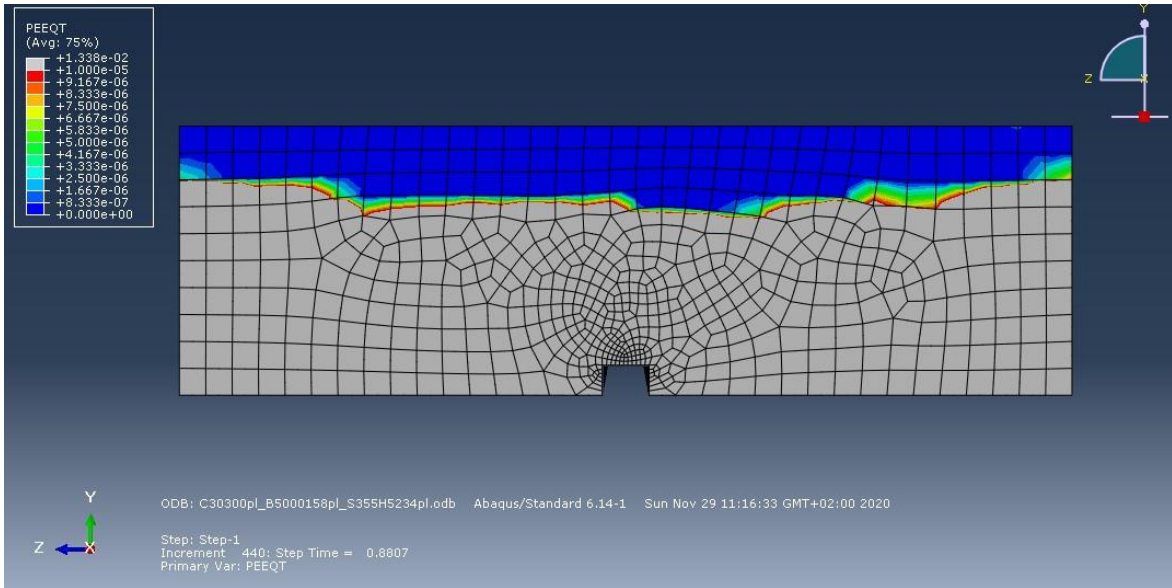 PEEQT
(Avg: 75%)
+1.338e-02
+1.000e-05
+9.167e-06
+8.333e-06
+7.500e-06
+6.667e-06
+5.833e-06
+5.000e-06
+4.167e-06
+3.333e-06
+2.500e-06
+1.667e-06
+8.333e-07
+0.000e+00
Y
Z
X
Y
Z
X
ODB: C30300pl_B5000158pl_S355H5234pl.odb Abaqus/Standard 6.14-1 Sun Nov 29 11:16:33 GMT+02:00 2020
Step: Step-1
Increment 440: Step Time = 0.8807
Primary Var: PEEQT